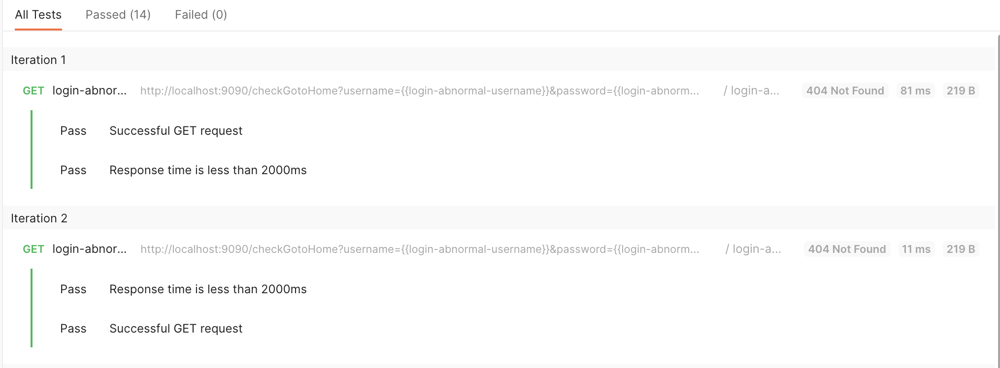 All Tests Passed (14) Failed (0)
Iteration 1
GET login-abnor... http://localhost:9090/checkGotoHome?username={{login-abnormal-username}}&password={{login-abnorm... / login-a... 404 Not Found 81 ms 219 B
Pass Successful GET request
Pass Response time is less than 2000ms
Iteration 2
GET login-abnor... http://localhost:9090/checkGotoHome?username={{login-abnormal-username}}&password={{login-abnorm... / login-a... 404 Not Found 11 ms 219 B
Pass Response time is less than 2000ms
Pass Successful GET request